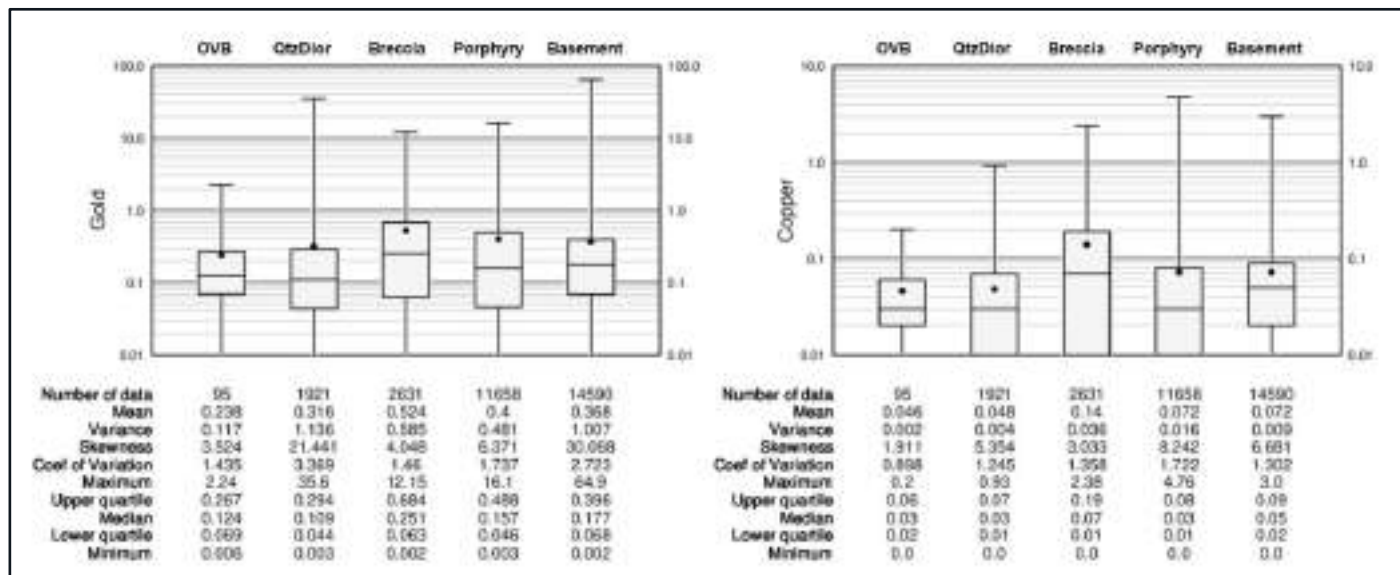 OVB QtzDior Breccia Porphyry Basement
100.0 100.0
10.0 10.0
Gold
1.0 1.0
0.1 0.1
0.01 0.01
Number of data 95 1921 2631 11658 14590
Mean 0.238 0.316 0.524 0.4 0.368
Variance 0.117 1.136 0.585 0.481 1.007
Skewness 3.524 21.441 4.048 6.371 30.068
Coef of Variation 1.435 3.369 1.46 1.737 2.723
Maximum 2.24 35.6 12.15 16.1 64.9
Upper quartile 0.267 0.294 0.684 0.488 0.396
Median 0.124 0.109 0.251 0.157 0.177
Lower quartile 0.069 0.044 0.063 0.046 0.068
Minimum 0.006 0.003 0.002 0.003 0.002
OVB QtzDior Breccia Porphyry Basement
10.0 10.0
1.0 1.0
Copper
0.1 0.1
0.01 0.01
Number of data 95 1921 2631 11658 14590
Mean 0.046 0.048 0.14 0.072 0.072
Variance 0.002 0.004 0.036 0.016 0.009
Skewness 1.911 5.354 3.033 8.242 6.681
Coef of Variation 0.898 1.245 1.358 1.722 1.302
Maximum 0.2 0.93 2.38 4.76 3.0
Upper quartile 0.06 0.07 0.19 0.08 0.09
Median 0.03 0.03 0.07 0.03 0.05
Lower quartile 0.02 0.01 0.01 0.01 0.02
Minimum 0.0 0.0 0.0 0.0 0.0